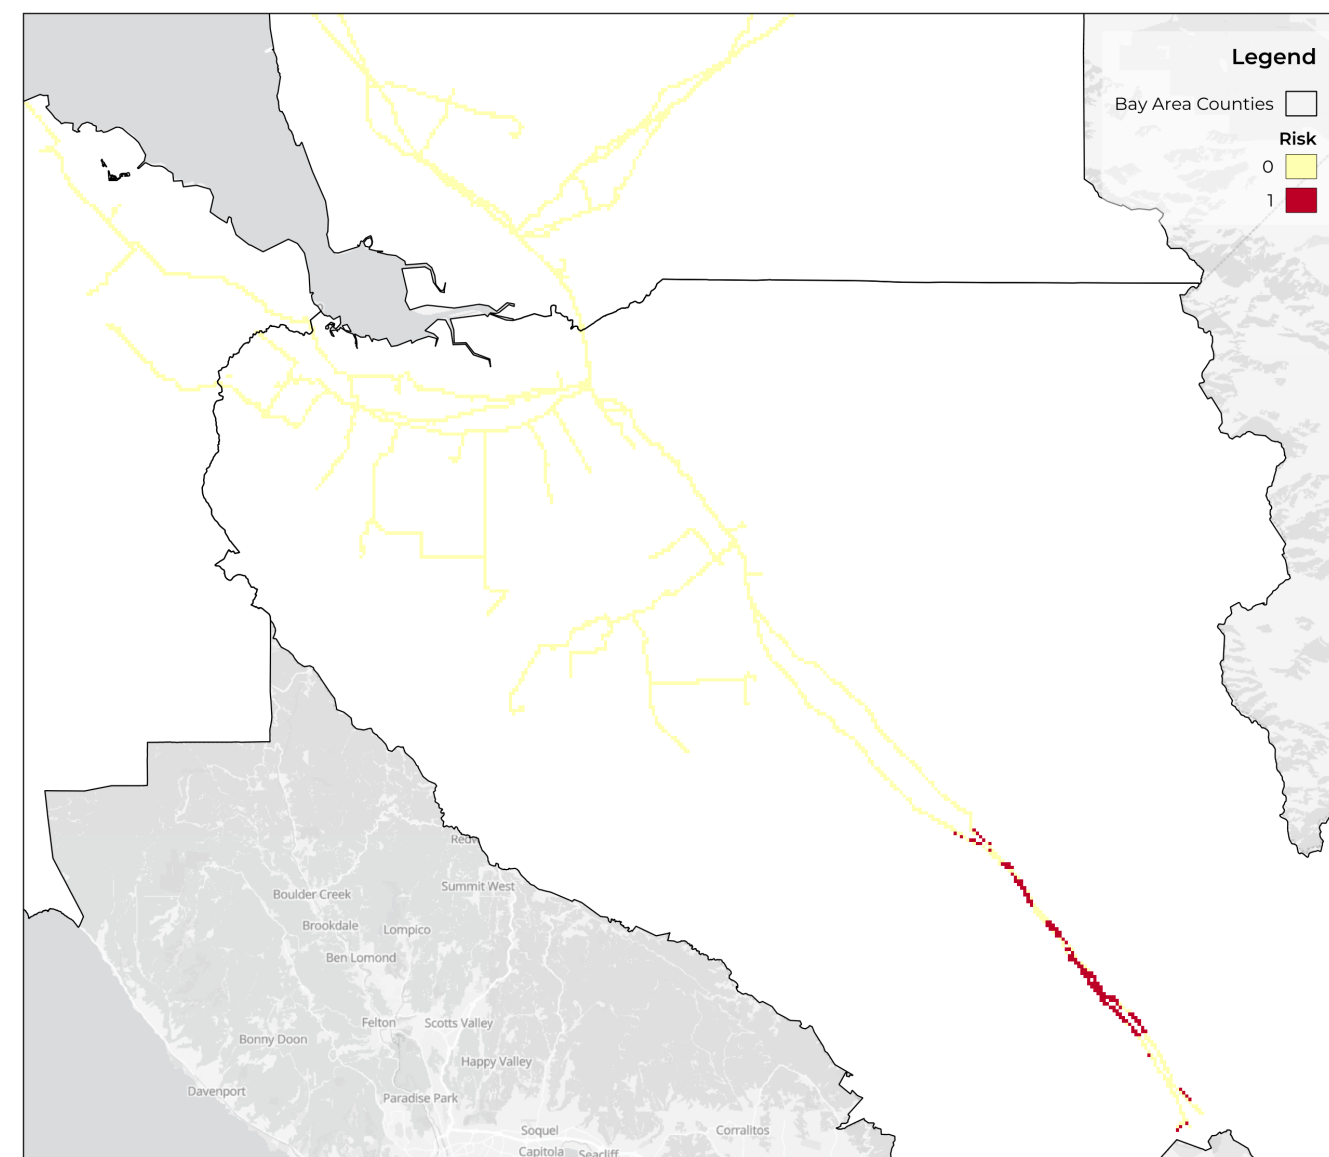 Legend
Bay Area Counties
Risk
0
1
Summit West
Boulder Creek
Brookdale
Lompico
Ben Lomond
Felton
Scotts Valley
Bonny Doon
Happy Valley
Davenport
Paradise Park
Soquel
Corralitos
Capitola
Seacliff